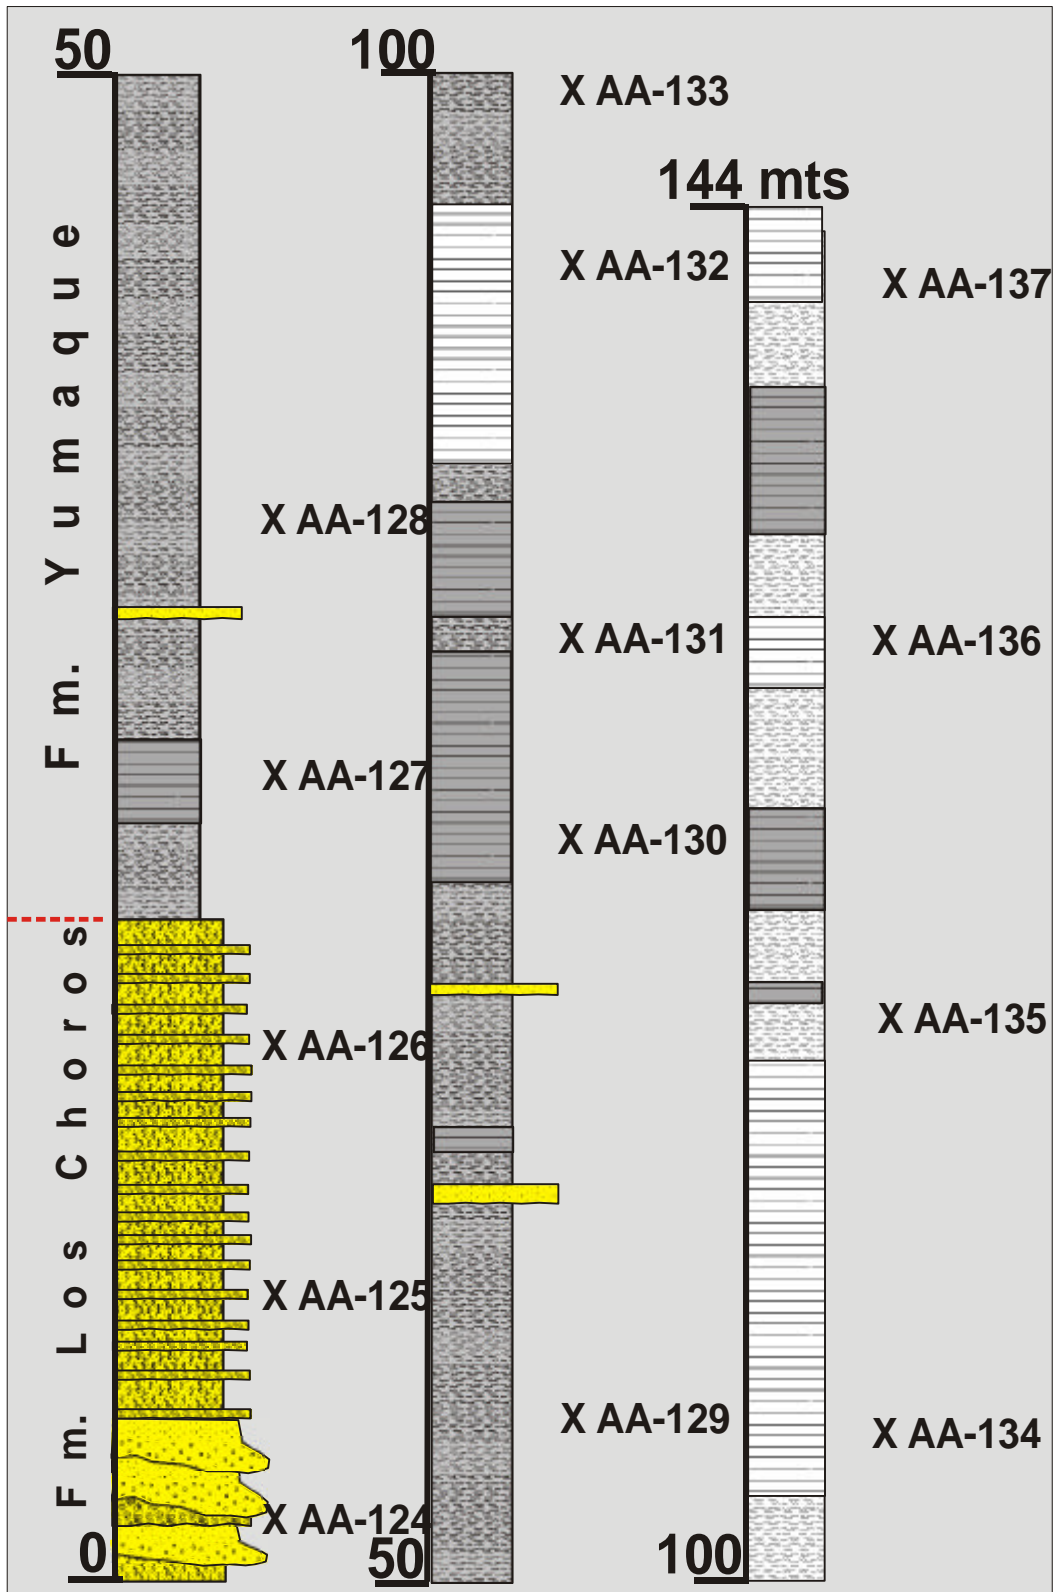 50
Fm. Yumaque
Fm. Los Choros
0
X AA-128
X AA-127
X AA-126
X AA-125
X AA-124
100
50
X AA-133
X AA-132
X AA-131
X AA-130
X AA-129
144 mts
100
X AA-137
X AA-136
X AA-135
X AA-134